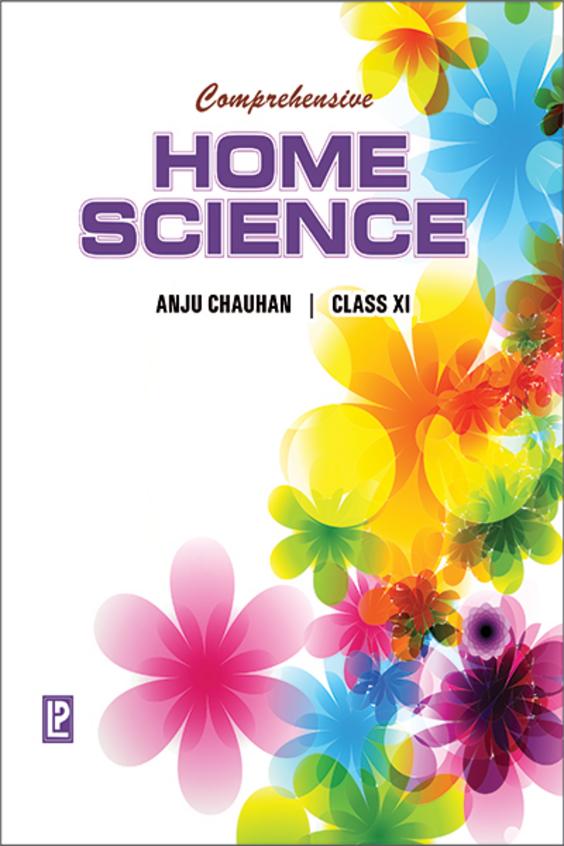 Comprehensive
HOME
SCIENCE
ANJU CHAUHAN | CLASS XI
LP